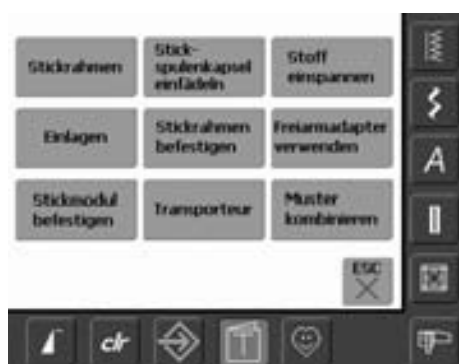 Stickrahmen
Stick-
spulenkapsel
einfädeln
Stoff
einspannen
Einlagen
Stickrahmen
befestigen
Freiarmadapter
verwenden
Stickmodul
befestigen
Transporteur
Muster
kombinieren
ESC
A
clr